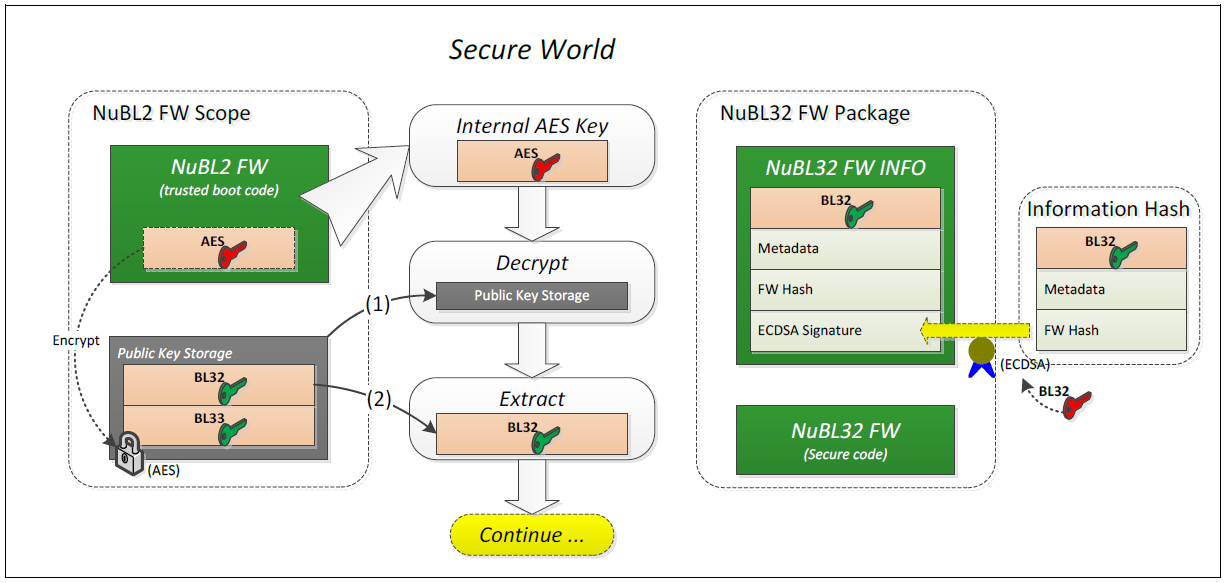 Secure World
NuBL2 FW Scope
NuBL2 FW
(trusted boot code)
AES
Encrypt
Public Key Storage
BL32
BL33
(AES)
Internal AES Key
AES
Decrypt
Public Key Storage
(1)
(2)
Extract
BL32
Continue ...
NuBL32 FW Package
NuBL32 FW INFO
BL32
Metadata
FW Hash
ECDSA Signature
NuBL32 FW
(Secure code)
Information Hash
BL32
Metadata
FW Hash
(ECDSA)
BL32